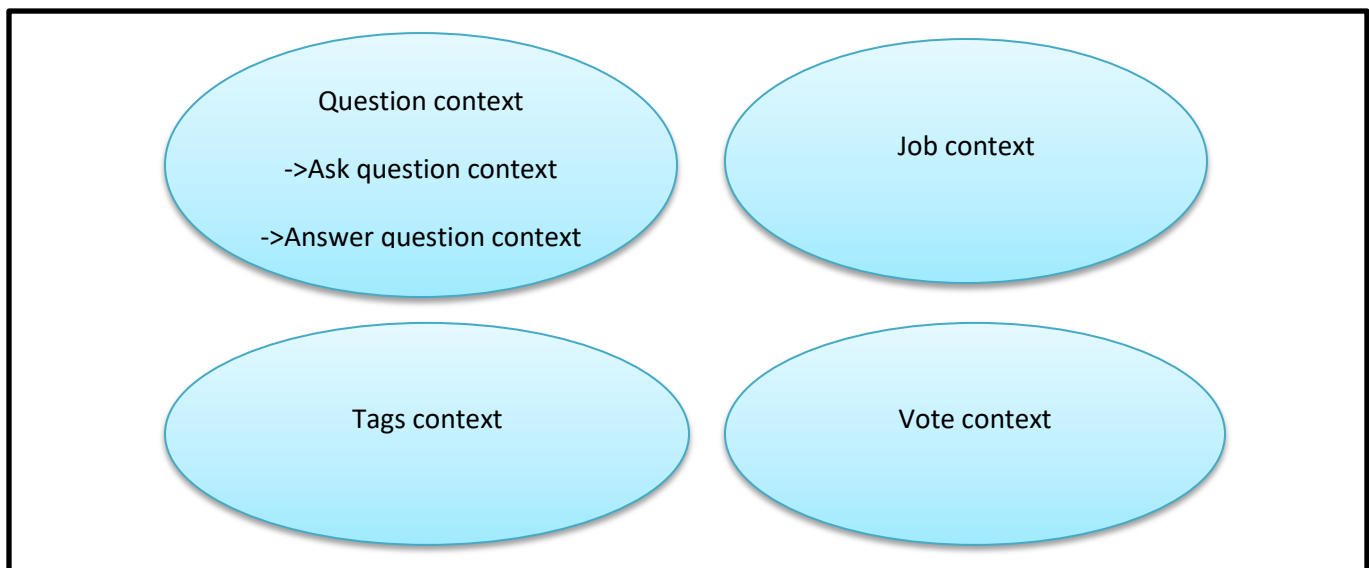 Question context
->Ask question context
->Answer question context
Job context
Tags context
Vote context